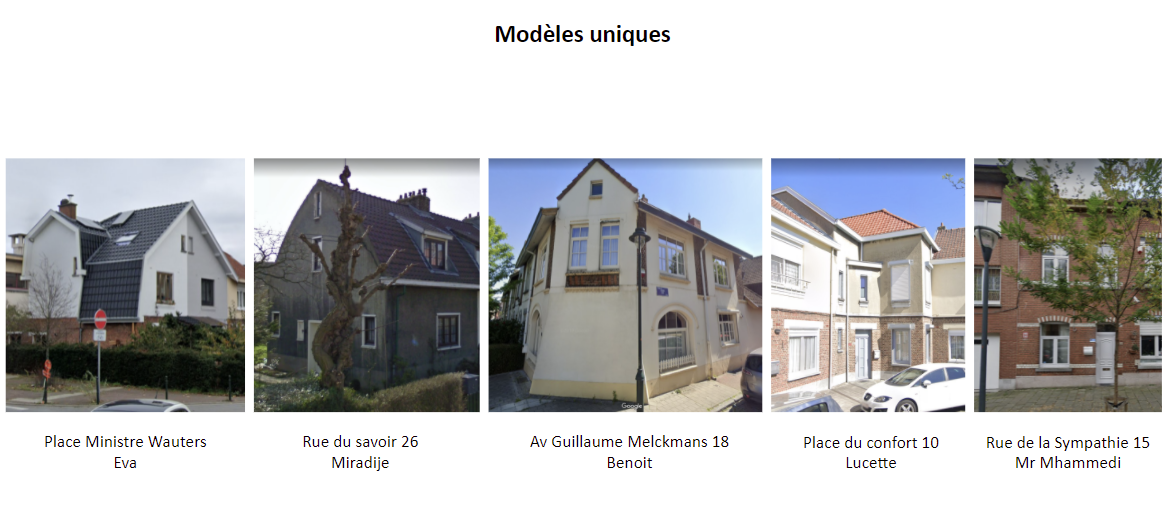 Modèles uniques
Google
Place Ministre Wauters
Eva
Rue du savoir 26
Miradije
Av Guillaume Melckmans 18
Benoit
Place du confort 10
Lucette
Rue de la Sympathie 15
Mr Mhammedi